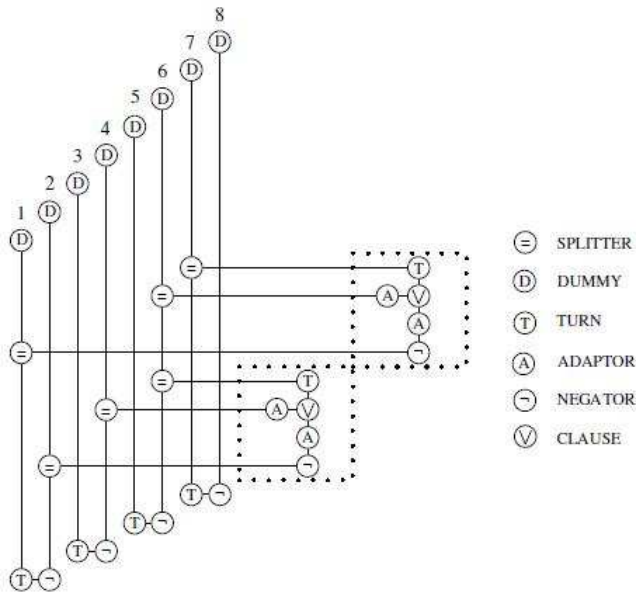 8
D
7
D
6
D
5
D
4
D
3
D
2
D
1
D
= T
= A V
A
= ¬
= T
= A V
A
= ¬
T ¬
T ¬
T ¬
T ¬
= SPLITTER
D DUMMY
T TURN
A ADAPTOR
¬ NEGATOR
V CLAUSE